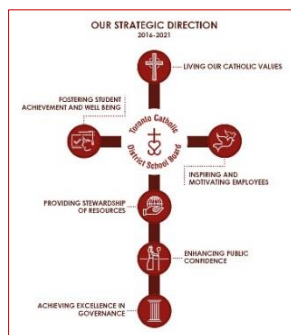 OUR STRATEGIC DIRECTION
2016-2021
LIVING OUR CATHOLIC VALUES
FOSTERING STUDENT
ACHIEVEMENT AND WELL BEING
Toronto Catholic
District School Board
INSPIRING AND
MOTIVATING EMPLOYEES
PROVIDING STEWARDSHIP
OF RESOURCES
ENHANCING PUBLIC
CONFIDENCE
ACHIEVING EXCELLENCE IN
GOVERNANCE